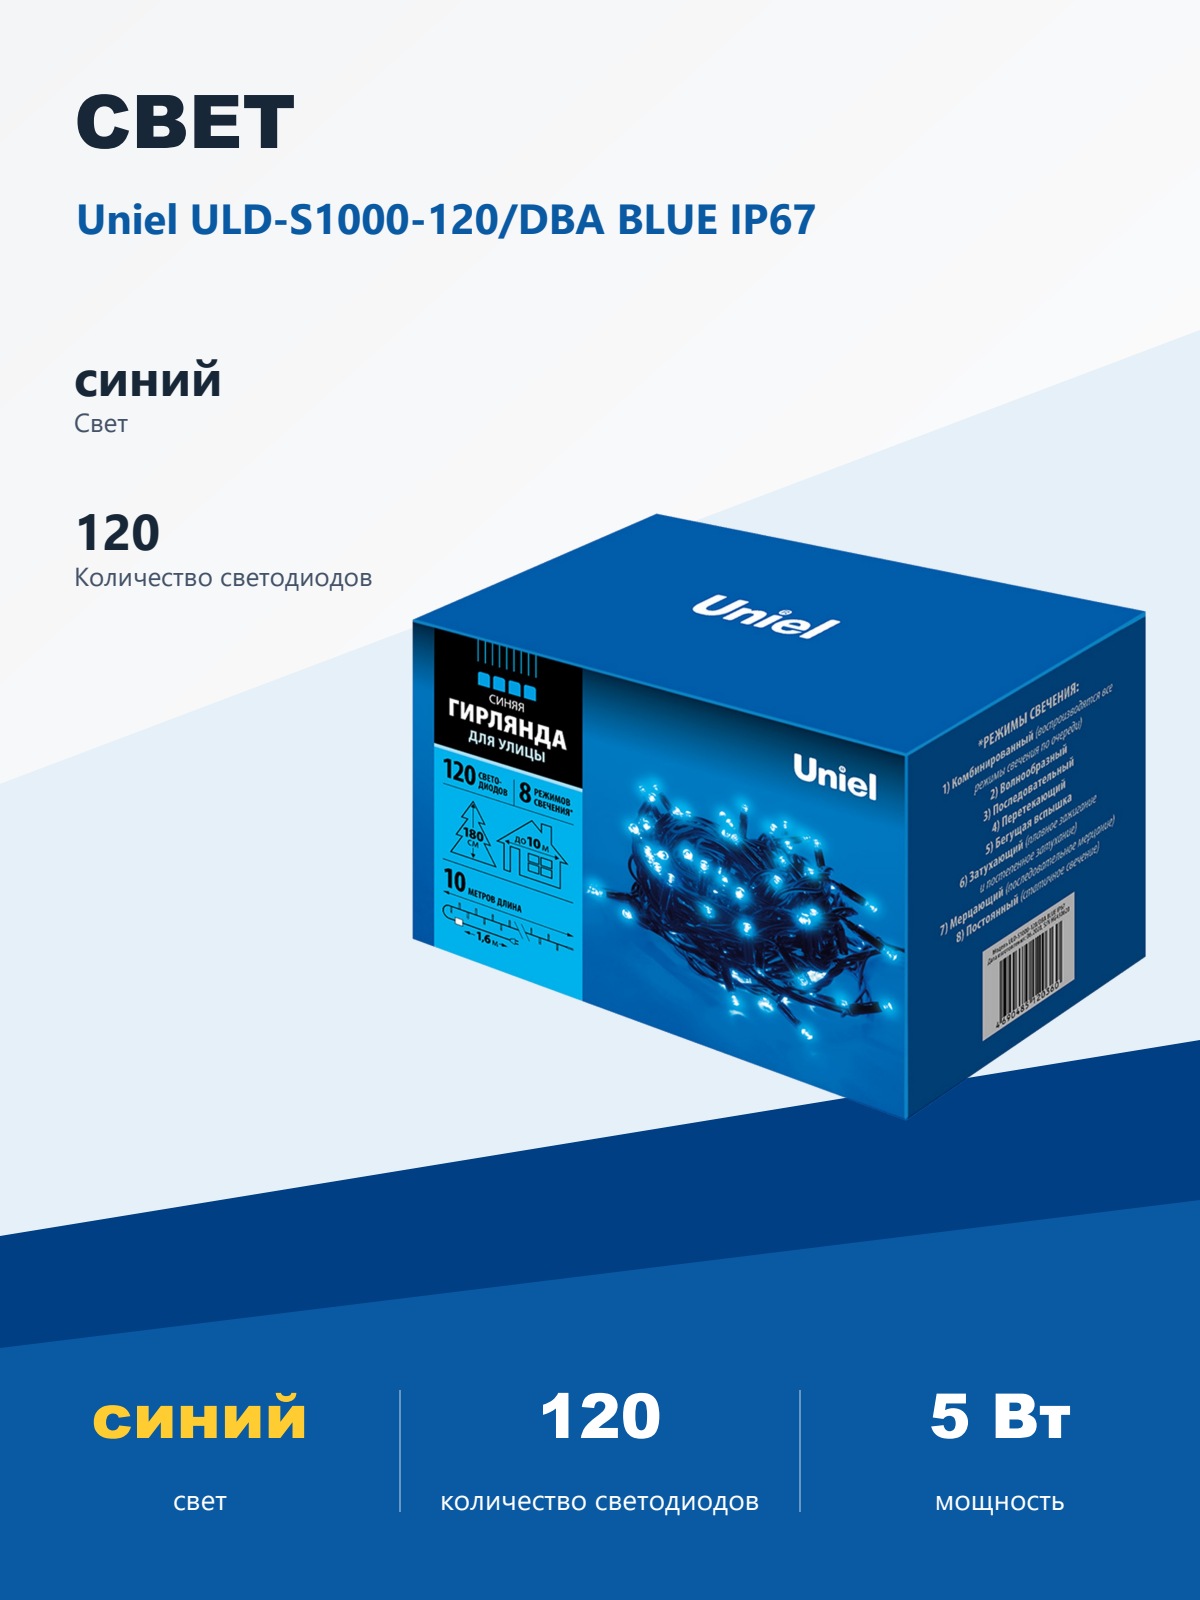 СВЕТ
Uniel ULD-S1000-120/DBA BLUE IP67
синий
Свет
120
Количество светодиодов
Uniel
СИНЯЯ
ГИРЛЯНДА
ДЛЯ УЛИЦЫ
120 СВЕТО-
ДИОДОВ
8 РЕЖИМОВ
СВЕЧЕНИЯ*
180
СМ
ДО 10 М
10 МЕТРОВ ДЛИНА
1,6 М
Uniel
*РЕЖИМЫ СВЕЧЕНИЯ:
1) Комбинированный (воспроизводятся все
режимы свечения по очереди)
2) Волнообразный
3) Последовательный
4) Перетекающий
5) Бегущая вспышка
6) Затухающий (плавное зажигание
и постепенное затухание)
7) Мерцающий (последовательное мерцание)
8) Постоянный (статичное свечение)
синий
свет
120
количество светодиодов
5 Вт
мощность